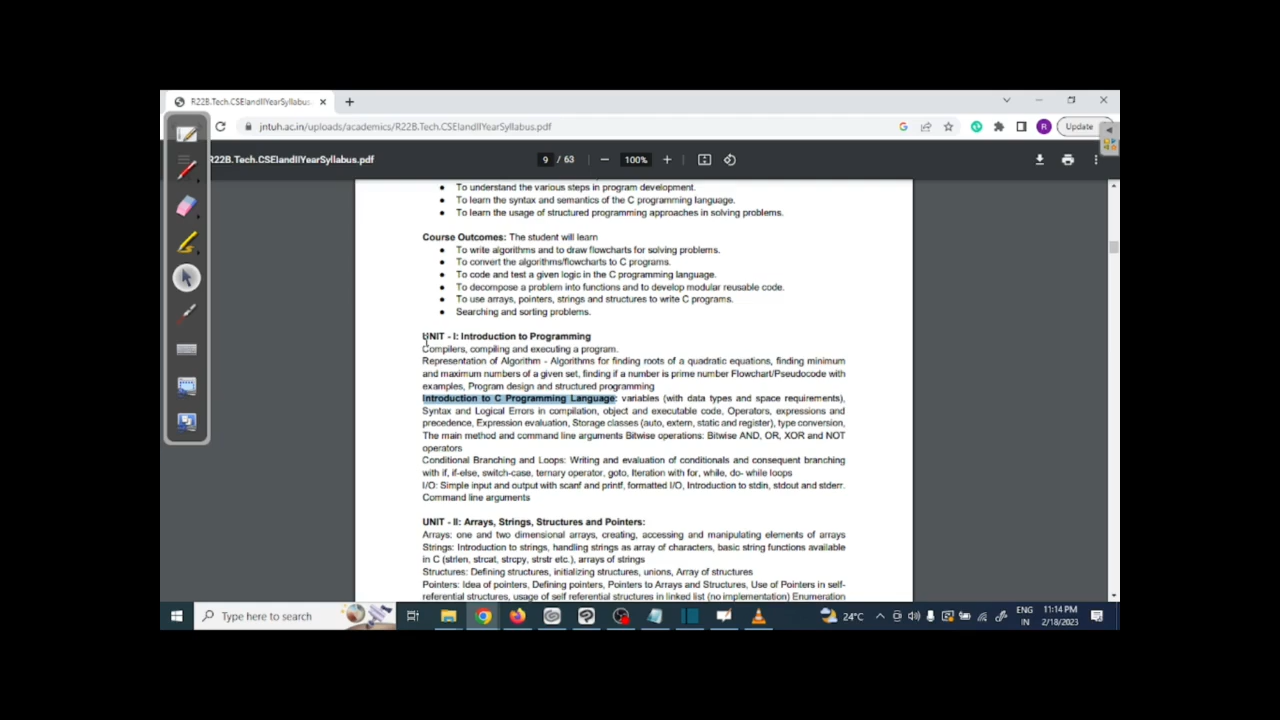 R22B.Tech.CSEIandIIYearSyllabus
jntuh.ac.in/uploads/academics/R22B.Tech.CSEIandIIYearSyllabus.pdf
R
Update
R22B.Tech.CSEIandIIYearSyllabus.pdf
9 / 63
100%
• To understand the various steps in program development.
• To learn the syntax and semantics of the C programming language.
• To learn the usage of structured programming approaches in solving problems.
Course Outcomes: The student will learn
• To write algorithms and to draw flowcharts for solving problems.
• To convert the algorithms/flowcharts to C programs.
• To code and test a given logic in the C programming language.
• To decompose a problem into functions and to develop modular reusable code.
• To use arrays, pointers, strings and structures to write C programs.
• Searching and sorting problems.
UNIT - I: Introduction to Programming
Compilers, compiling and executing a program.
Representation of Algorithm - Algorithms for finding roots of a quadratic equations, finding minimum
and maximum numbers of a given set, finding if a number is prime number Flowchart/Pseudocode with
examples, Program design and structured programming
Introduction to C Programming Language: variables (with data types and space requirements),
Syntax and Logical Errors in compilation, object and executable code, Operators, expressions and
precedence, Expression evaluation, Storage classes (auto, extern, static and register), type conversion,
The main method and command line arguments Bitwise operations: Bitwise AND, OR, XOR and NOT
operators
Conditional Branching and Loops: Writing and evaluation of conditionals and consequent branching
with if, if-else, switch-case, ternary operator, goto, Iteration with for, while, do- while loops
I/O: Simple input and output with scanf and printf, formatted I/O, Introduction to stdin, stdout and stderr.
Command line arguments
UNIT - II: Arrays, Strings, Structures and Pointers:
Arrays: one and two dimensional arrays, creating, accessing and manipulating elements of arrays
Strings: Introduction to strings, handling strings as array of characters, basic string functions available
in C (strlen, strcat, strcpy, strstr etc.), arrays of strings
Structures: Defining structures, initializing structures, unions, Array of structures
Pointers: Idea of pointers, Defining pointers, Pointers to Arrays and Structures, Use of Pointers in self-
referential structures, usage of self referential structures in linked list (no implementation) Enumeration
Type here to search
24°C
ENG
IN
11:14 PM
2/18/2023